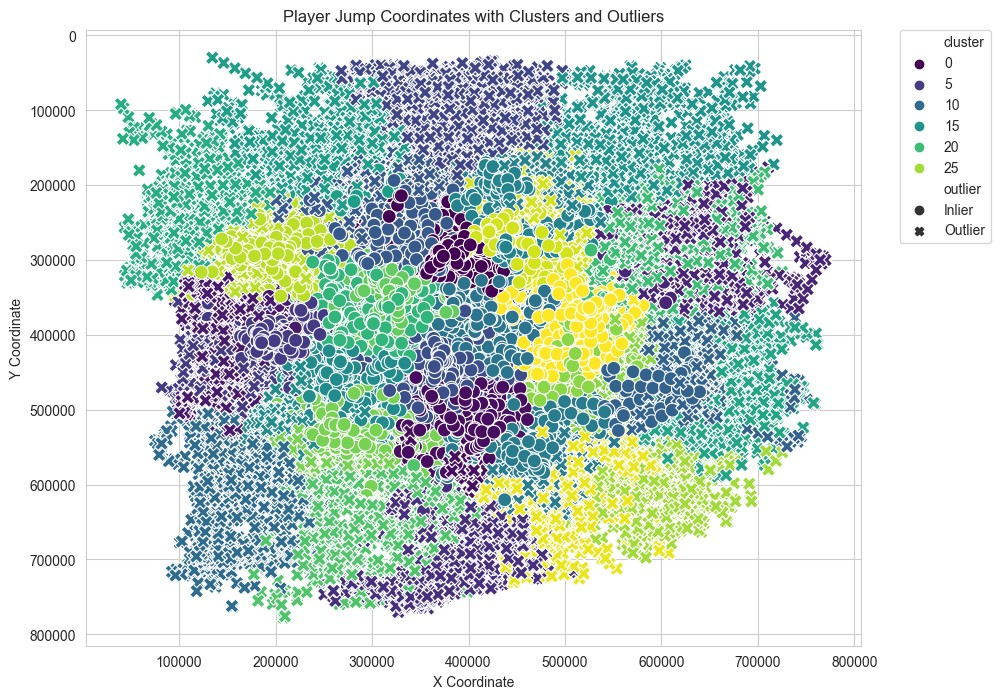 Player Jump Coordinates with Clusters and Outliers
cluster
0
5
10
15
20
25
outlier
Inlier
Outlier
Y Coordinate
0
100000
200000
300000
400000
500000
600000
700000
800000
100000 200000 300000 400000 500000 600000 700000 800000
X Coordinate